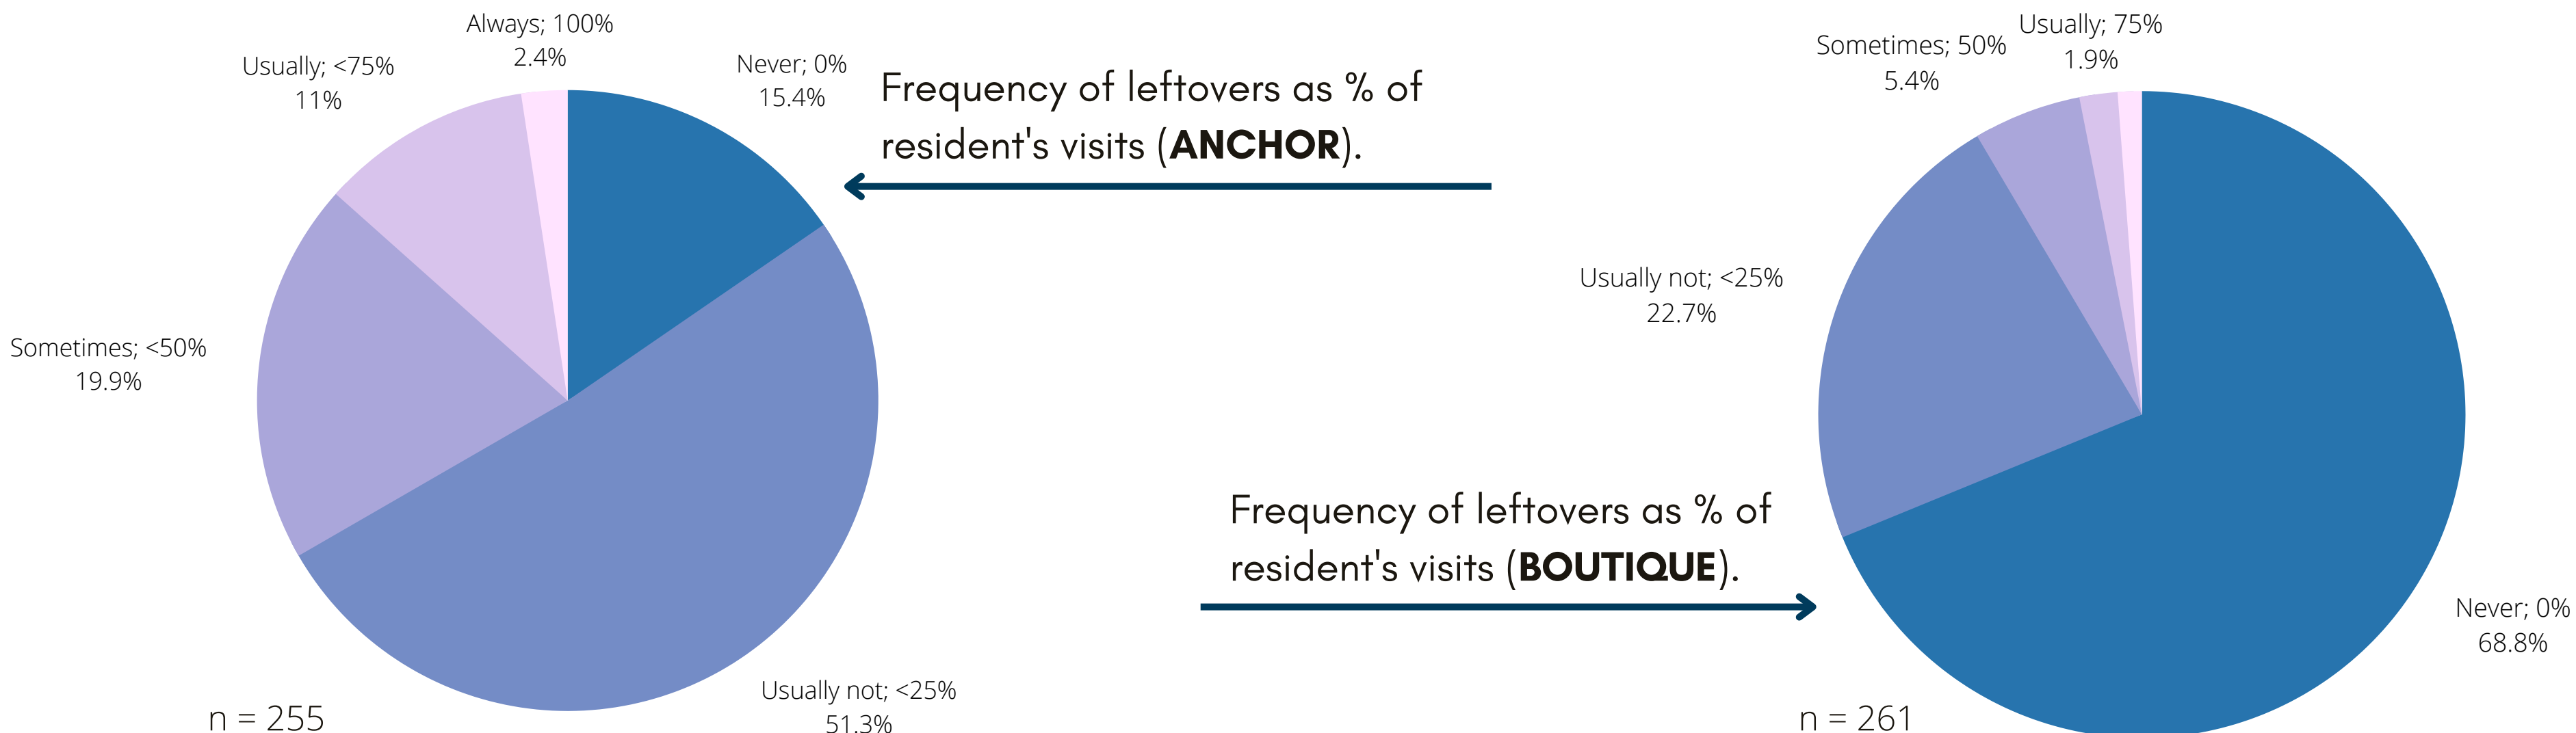 Always; 100%
2.4%
Usually; <75%
11%
Never; 0%
15.4%
Sometimes; <50%
19.9%
Usually not; <25%
51.3%
n = 255
Frequency of leftovers as % of
resident's visits (ANCHOR).
Frequency of leftovers as % of
resident's visits (BOUTIQUE).
Usually; 75%
1.9%
Sometimes; 50%
5.4%
Usually not; <25%
22.7%
Never; 0%
68.8%
n = 261